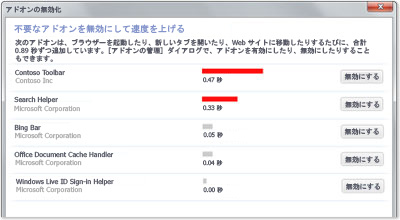 アドオンの無効化
不要なアドオンを無効にして速度を上げる
次のアドオンは、ブラウザーを起動したり、新しいタブを開いたり、Web サイトに移動したりするたびに、合計
0.89 秒ずつ追加しています。[アドオンの管理] ダイアログで、アドオンを有効にしたり、無効にしたりすること
もできます。
Contoso Toolbar
Contoso Inc
0.47 秒
無効にする
Search Helper
Microsoft Corporation
0.33 秒
無効にする
Bing Bar
Microsoft Corporation
0.05 秒
無効にする
Office Document Cache Handler
Microsoft Corporation
0.04 秒
無効にする
Windows Live ID Sign-in Helper
Microsoft Corporation
0.00 秒
無効にする